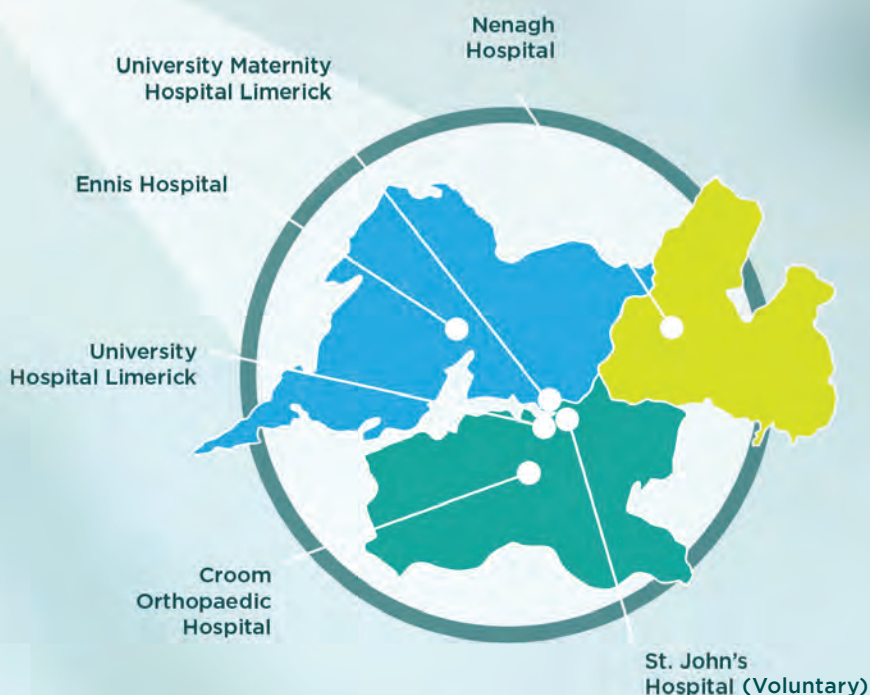 Nenagh
Hospital
University Maternity
Hospital Limerick
Ennis Hospital
University
Hospital Limerick
Croom
Orthopaedic
Hospital
St. John's
Hospital (Voluntary)